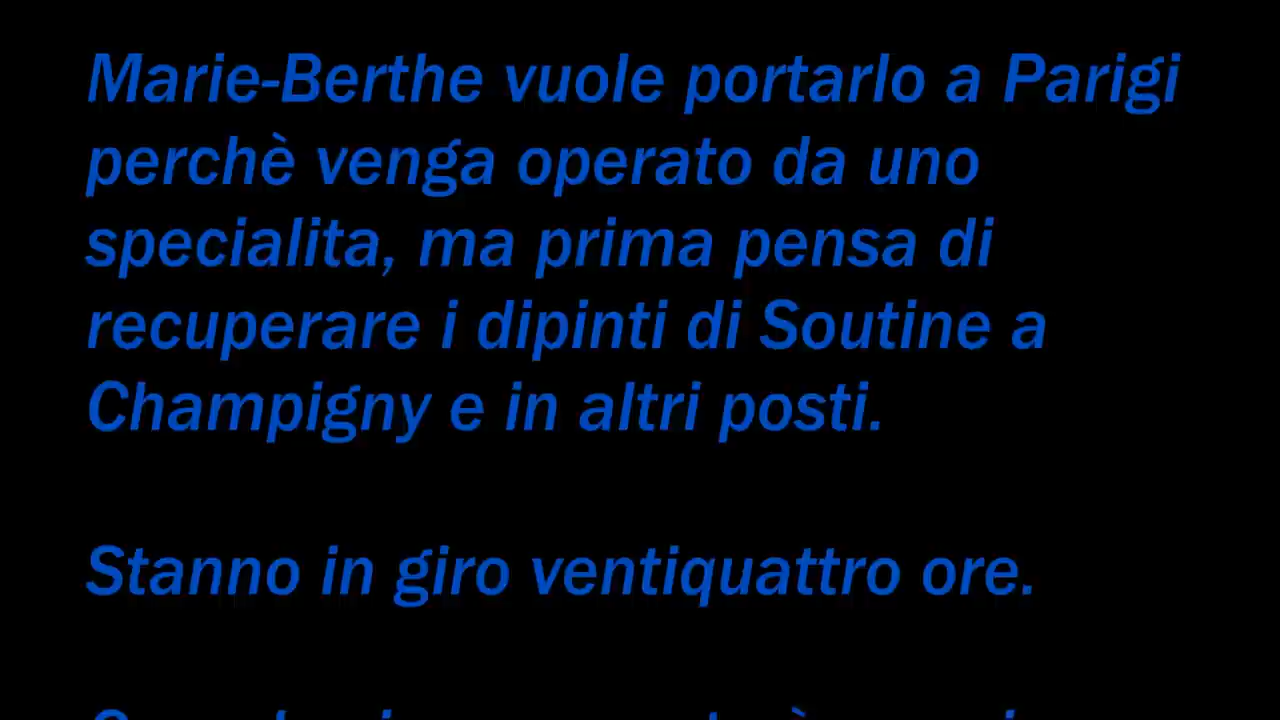 Marie-Berthe vuole portarlo a Parigi
perchè venga operato da uno
specialita, ma prima pensa di
recuperare i dipinti di Soutine a
Champigny e in altri posti.
Stanno in giro ventiquattro ore.